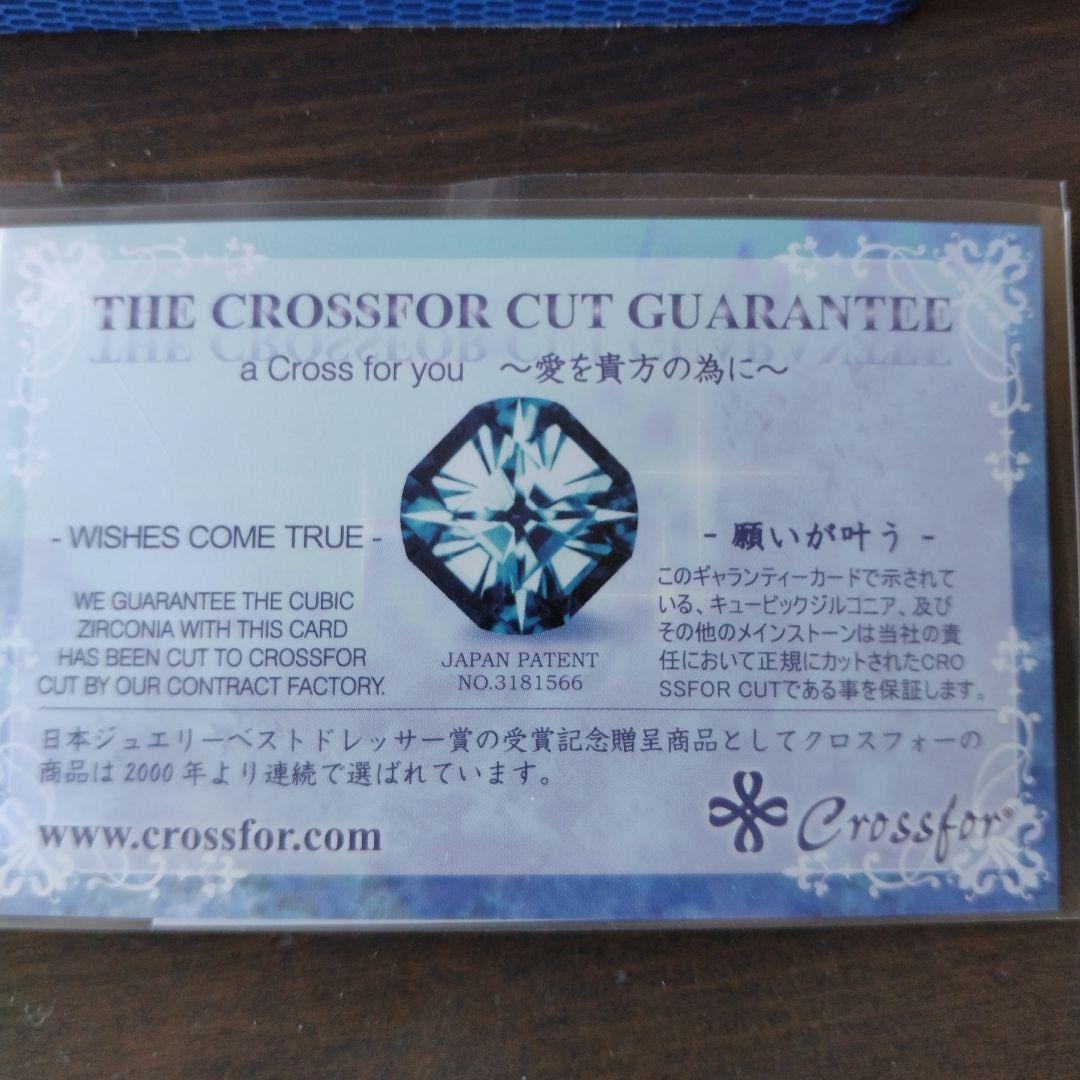 THE CROSSFOR CUT GUARANTEE
a Cross for you ～愛を貴方の為に～
- WISHES COME TRUE -
WE GUARANTEE THE CUBIC
ZIRCONIA WITH THIS CARD
HAS BEEN CUT TO CROSSFOR
CUT BY OUR CONTRACT FACTORY.
JAPAN PATENT
NO.3181566
- 願いが叶う -
このギャランティーカードで示されて
いる、キュービックジルコニア、及び
その他のメインストーンは当社の責
任において正規にカットされたCRO
SSFOR CUTである事を保証します。
日本ジュエリーベストドレッサー賞の受賞記念贈呈商品としてクロスフォーの
商品は2000年より連続で選ばれています。
www.crossfor.com
Crossfor®